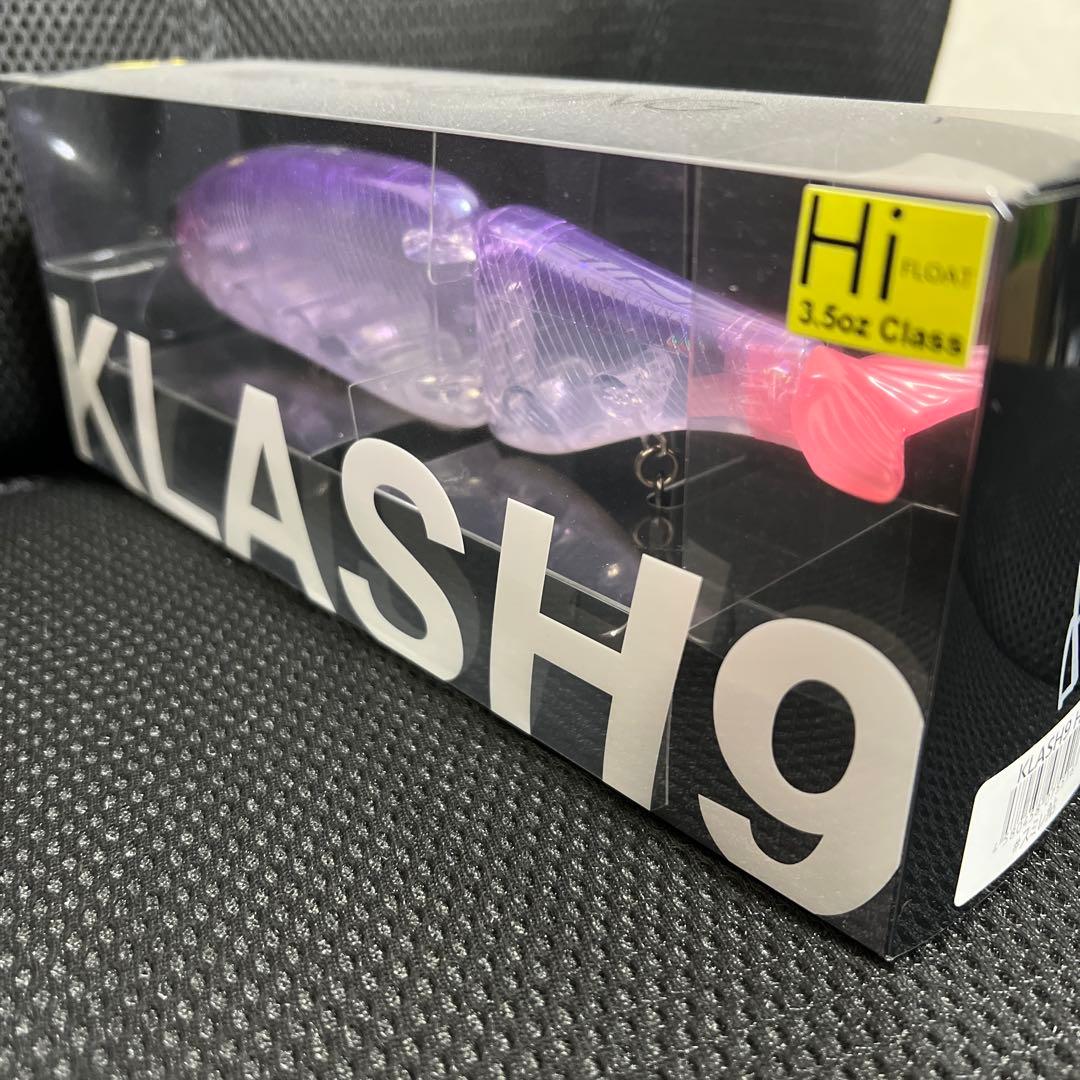 Hi
FLOAT
3.5oz Class
KLASH9
KLASH9